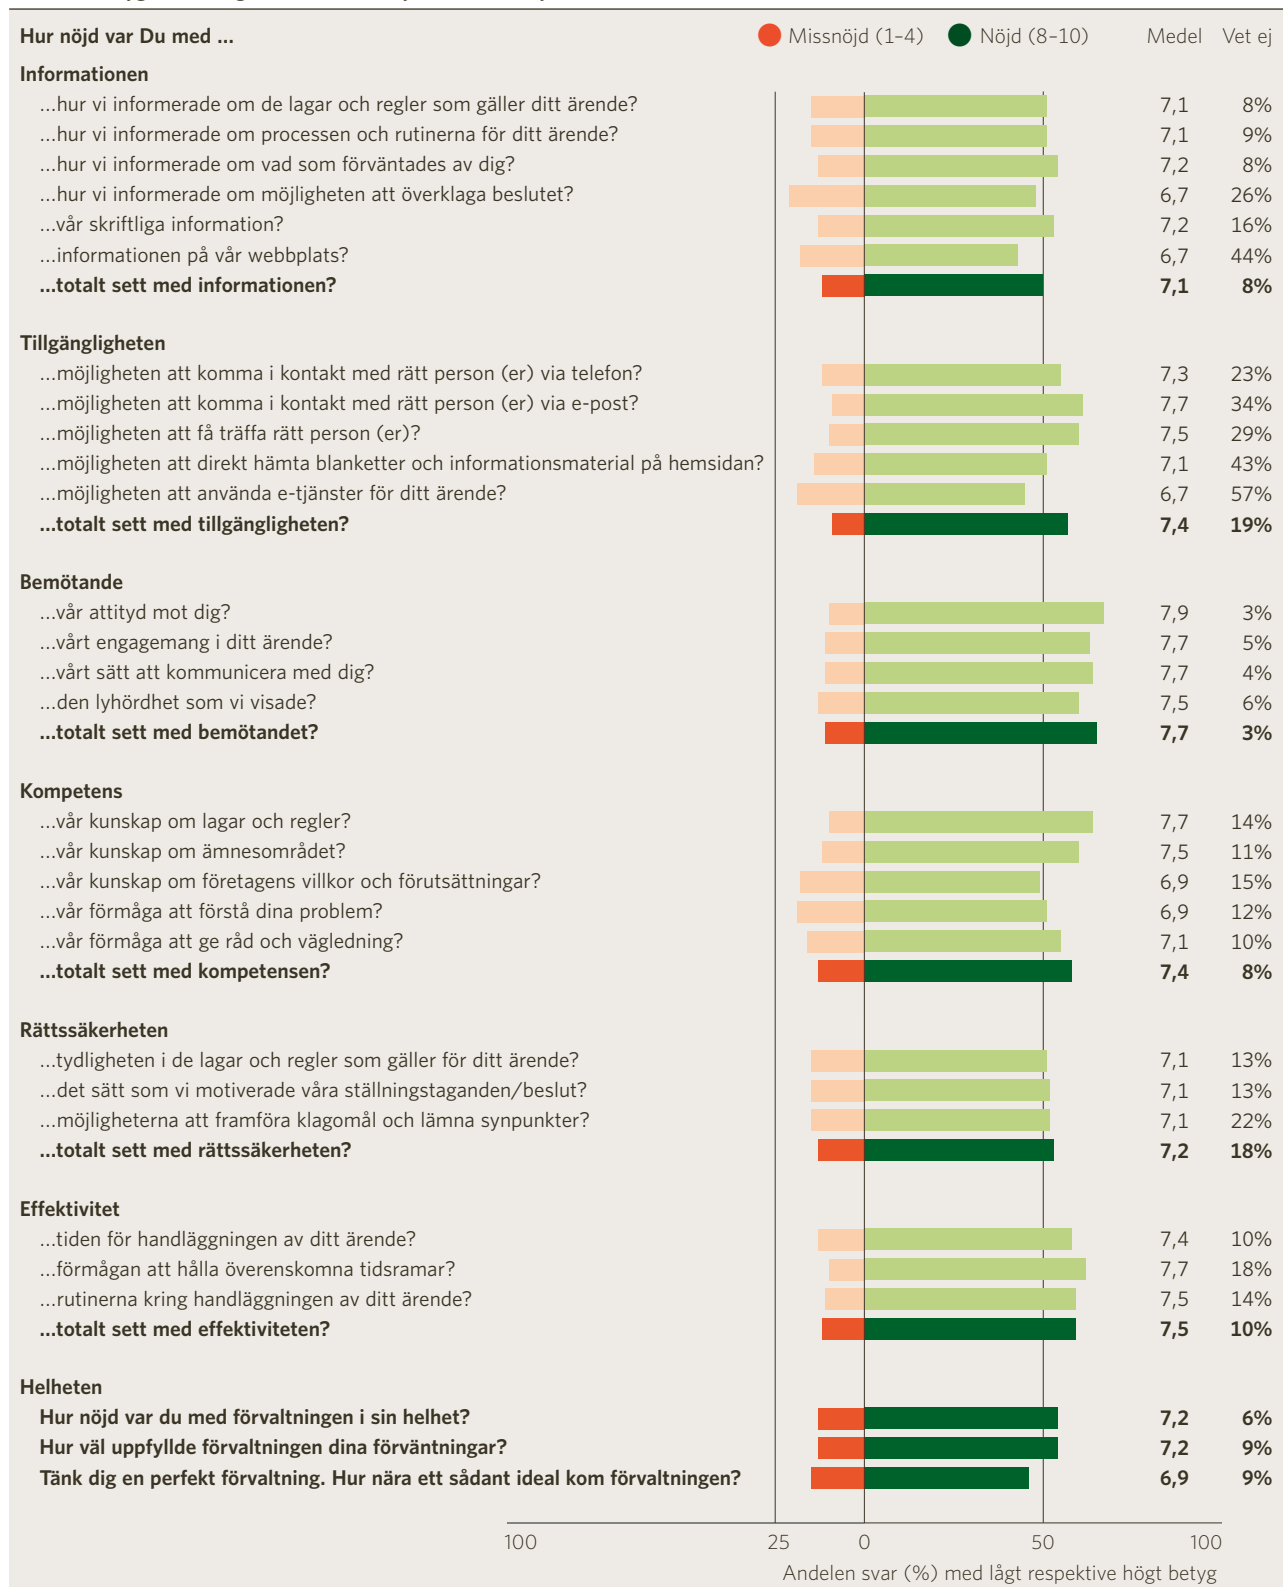 Hur nöjd var Du med ... Missnöjd (1–4) Nöjd (8–10) Medel Vet ej
Informationen
...hur vi informerade om de lagar och regler som gäller ditt ärende? 7,1 8%
...hur vi informerade om processen och rutinerna för ditt ärende? 7,1 9%
...hur vi informerade om vad som förväntades av dig? 7,2 8%
...hur vi informerade om möjligheten att överklaga beslutet? 6,7 26%
...vår skriftliga information? 7,2 16%
...informationen på vår webbplats? 6,7 44%
...totalt sett med informationen? 7,1 8%
Tillgängligheten
...möjligheten att komma i kontakt med rätt person (er) via telefon? 7,3 23%
...möjligheten att komma i kontakt med rätt person (er) via e-post? 7,7 34%
...möjligheten att få träffa rätt person (er)? 7,5 29%
...möjligheten att direkt hämta blanketter och informationsmaterial på hemsidan? 7,1 43%
...möjligheten att använda e-tjänster för ditt ärende? 6,7 57%
...totalt sett med tillgängligheten? 7,4 19%
Bemötande
...vår attityd mot dig? 7,9 3%
...vårt engagemang i ditt ärende? 7,7 5%
...vårt sätt att kommunicera med dig? 7,7 4%
...den lyhördhet som vi visade? 7,5 6%
...totalt sett med bemötandet? 7,7 3%
Kompetens
...vår kunskap om lagar och regler? 7,7 14%
...vår kunskap om ämnesområdet? 7,5 11%
...vår kunskap om företagens villkor och förutsättningar? 6,9 15%
...vår förmåga att förstå dina problem? 6,9 12%
...vår förmåga att ge råd och vägledning? 7,1 10%
...totalt sett med kompetensen? 7,4 8%
Rättssäkerheten
...tydligheten i de lagar och regler som gäller för ditt ärende? 7,1 13%
...det sätt som vi motiverade våra ställningstaganden/beslut? 7,1 13%
...möjligheterna att framföra klagomål och lämna synpunkter? 7,1 22%
...totalt sett med rättssäkerheten? 7,2 18%
Effektivitet
...tiden för handläggningen av ditt ärende? 7,4 10%
...förmågan att hålla överenskomna tidsramar? 7,7 18%
...rutinerna kring handläggningen av ditt ärende? 7,5 14%
...totalt sett med effektiviteten? 7,5 10%
Helheten
Hur nöjd var du med förvaltningen i sin helhet? 7,2 6%
Hur väl uppfyllde förvaltningen dina förväntningar? 7,2 9%
Tänk dig en perfekt förvaltning. Hur nära ett sådant ideal kom förvaltningen? 6,9 9%
100 25 0 50 100
Andelen svar (%) med lågt respektive högt betyg